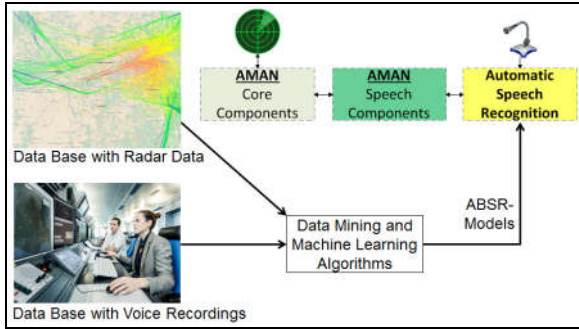 AMAN
Core
Components
AMAN
Speech
Components
Automatic
Speech
Recognition
Data Base with Radar Data
ABSR-
Models
Data Mining and
Machine Learning
Algorithms
Data Base with Voice Recordings